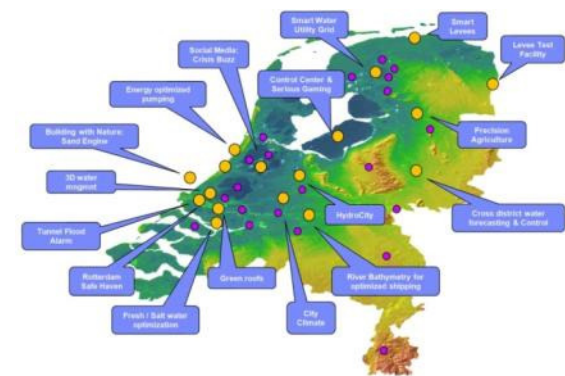 Smart Water
Utility Grid
Smart
Levees
Social Media:
Crisis Buzz
Levee Test
Facility
Control Center &
Serious Gaming
Energy optimized
pumping
Building with Nature:
Sand Engine
Precision
Agriculture
3D water
Tunnel Flood
Alarm
HydroCity
Cross district water
forecasting & Control
Rotterdam
Safe Haven
Green roofs
River Bathymetry for
optimized shipping
Fresh / Salt water
optimization
City
Climate